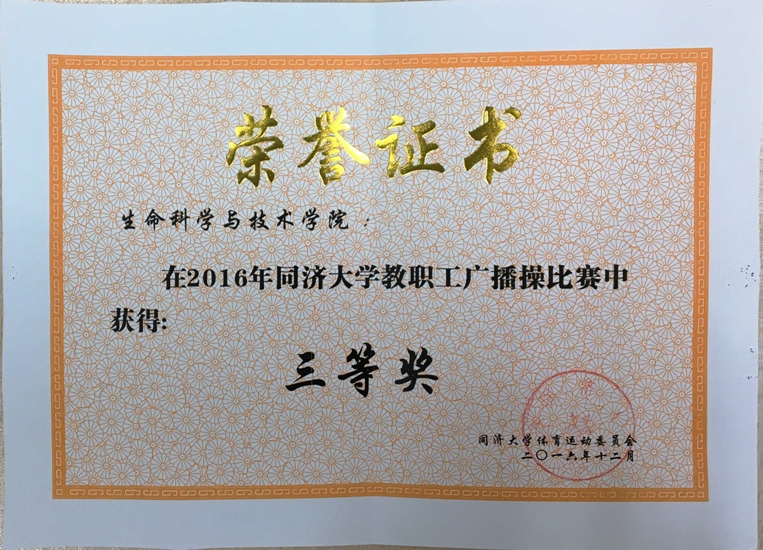 荣誉证书
生命科学与技术学院：
在2016年同济大学教职工广播操比赛中
获得:
三等奖
同济大学体育运动委员会
二〇一六年十二月